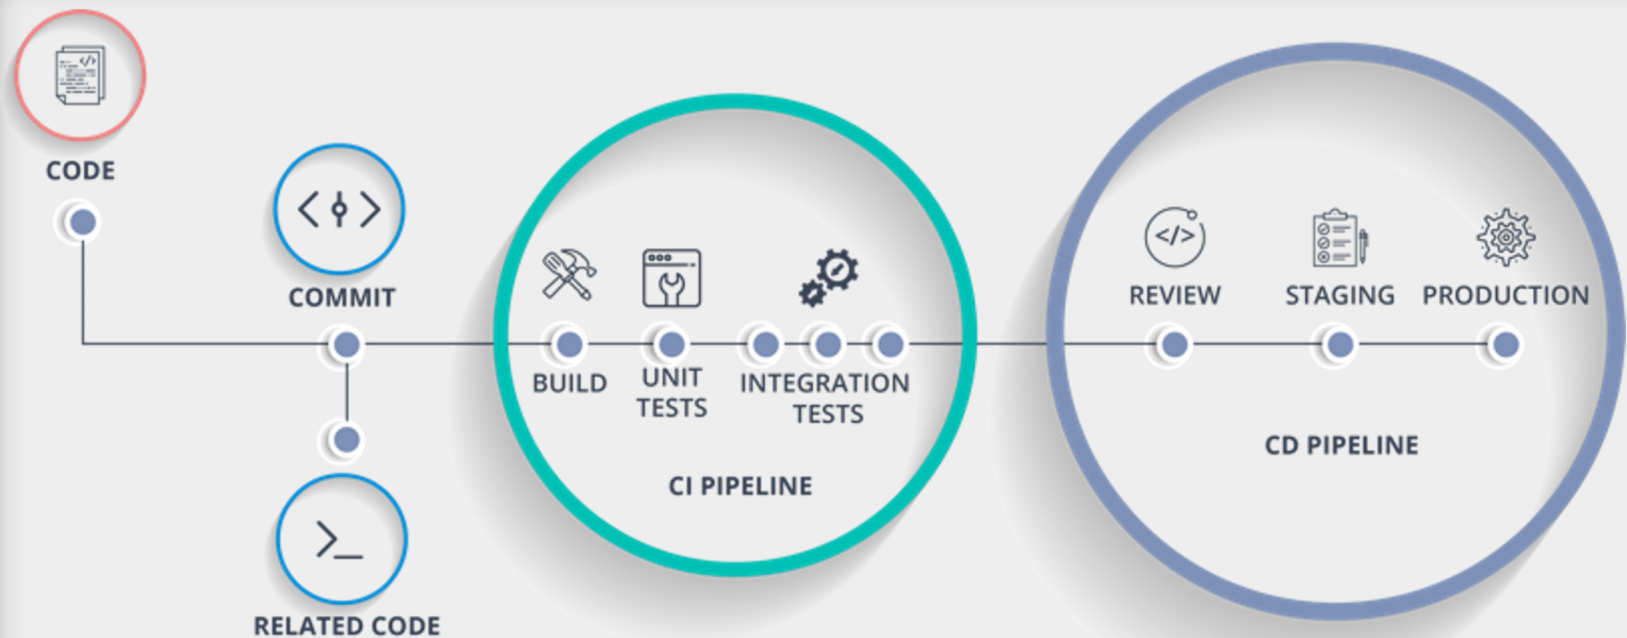 CODE
COMMIT
RELATED CODE
BUILD
UNIT
TESTS
INTEGRATION
TESTS
CI PIPELINE
REVIEW
STAGING
PRODUCTION
CD PIPELINE